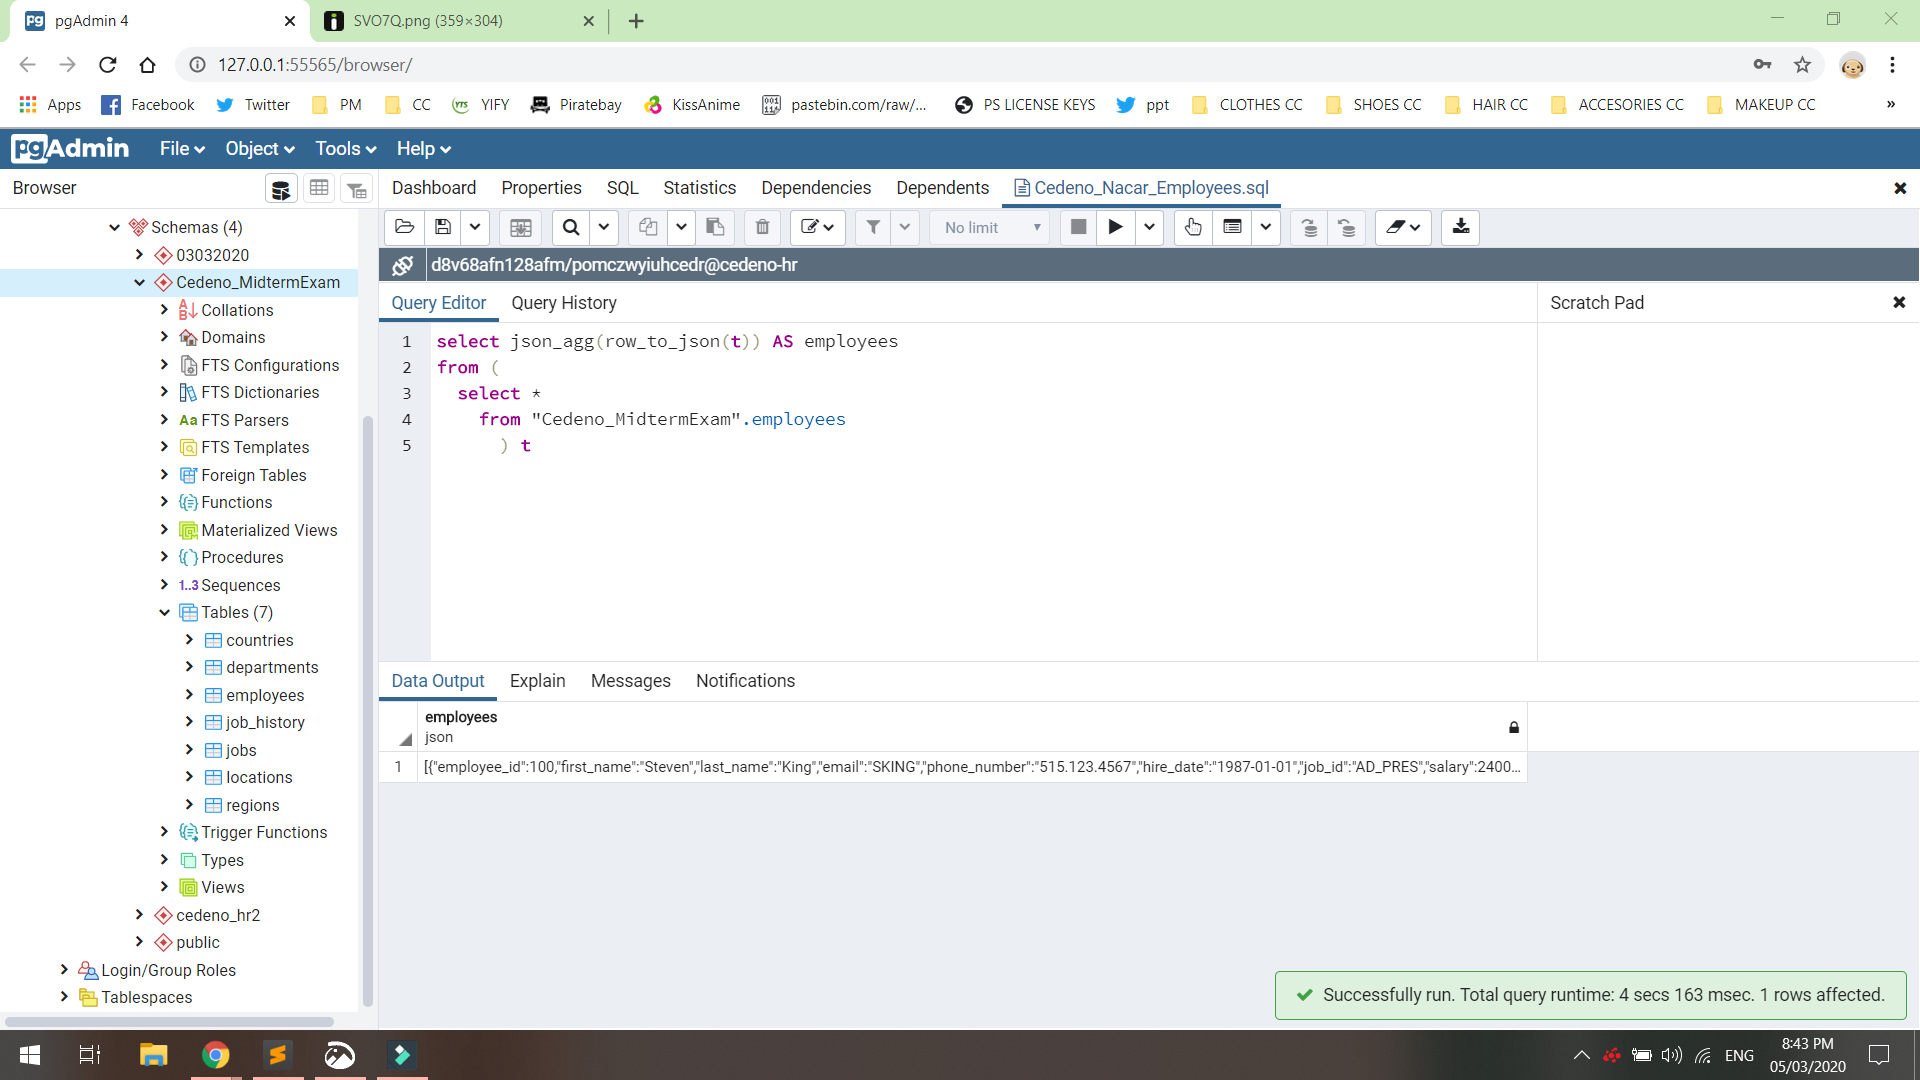 pgAdmin 4
SVO7Q.png (359×304)
127.0.0.1:55565/browser/
Apps Facebook Twitter PM CC YTS YIFY Piratebay KissAnime pastebin.com/raw/... PS LICENSE KEYS ppt CLOTHES CC SHOES CC HAIR CC ACCESORIES CC MAKEUP CC »
pgAdmin File Object Tools Help
Browser
Dashboard Properties SQL Statistics Dependencies Dependents Cedeno_Nacar_Employees.sql
No limit
d8v68afn128afm/pomczwyiuhcedr@cedeno-hr
Schemas (4)
03032020
Cedeno_MidtermExam
Collations
Domains
FTS Configurations
FTS Dictionaries
Aa FTS Parsers
FTS Templates
Foreign Tables
Functions
Materialized Views
Procedures
1..3 Sequences
Tables (7)
countries
departments
employees
job_history
jobs
locations
regions
Trigger Functions
Types
Views
cedeno_hr2
public
Login/Group Roles
Tablespaces
Query Editor Query History
Scratch Pad
1 select json_agg(row_to_json(t)) AS employees
2 from (
3 select *
4 from "Cedeno_MidtermExam".employees
5 ) t
Data Output Explain Messages Notifications
employees
json
1 [{"employee_id":100,"first_name":"Steven","last_name":"King","email":"SKING","phone_number":"515.123.4567","hire_date":"1987-01-01","job_id":"AD_PRES","salary":2400...
Successfully run. Total query runtime: 4 secs 163 msec. 1 rows affected.
ENG
8:43 PM
05/03/2020